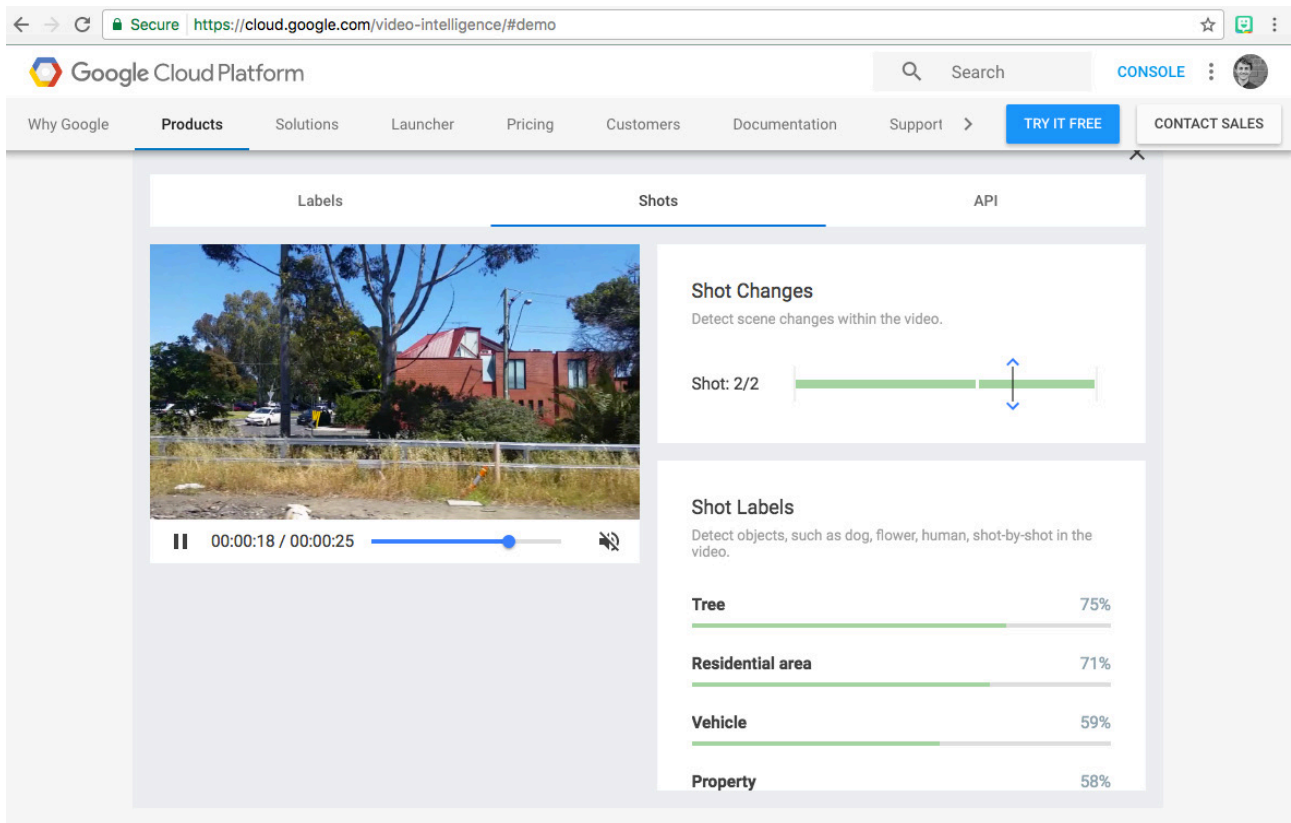 Secure https://cloud.google.com/video-intelligence/#demo
Google Cloud Platform
Search
CONSOLE
Why Google
Products
Solutions
Launcher
Pricing
Customers
Documentation
Support
TRY IT FREE
CONTACT SALES
Labels
Shots
API
Shot Changes
Detect scene changes within the video.
Shot: 2/2
00:00:18 / 00:00:25
Shot Labels
Detect objects, such as dog, flower, human, shot-by-shot in the
video.
Tree 75%
Residential area 71%
Vehicle 59%
Property 58%